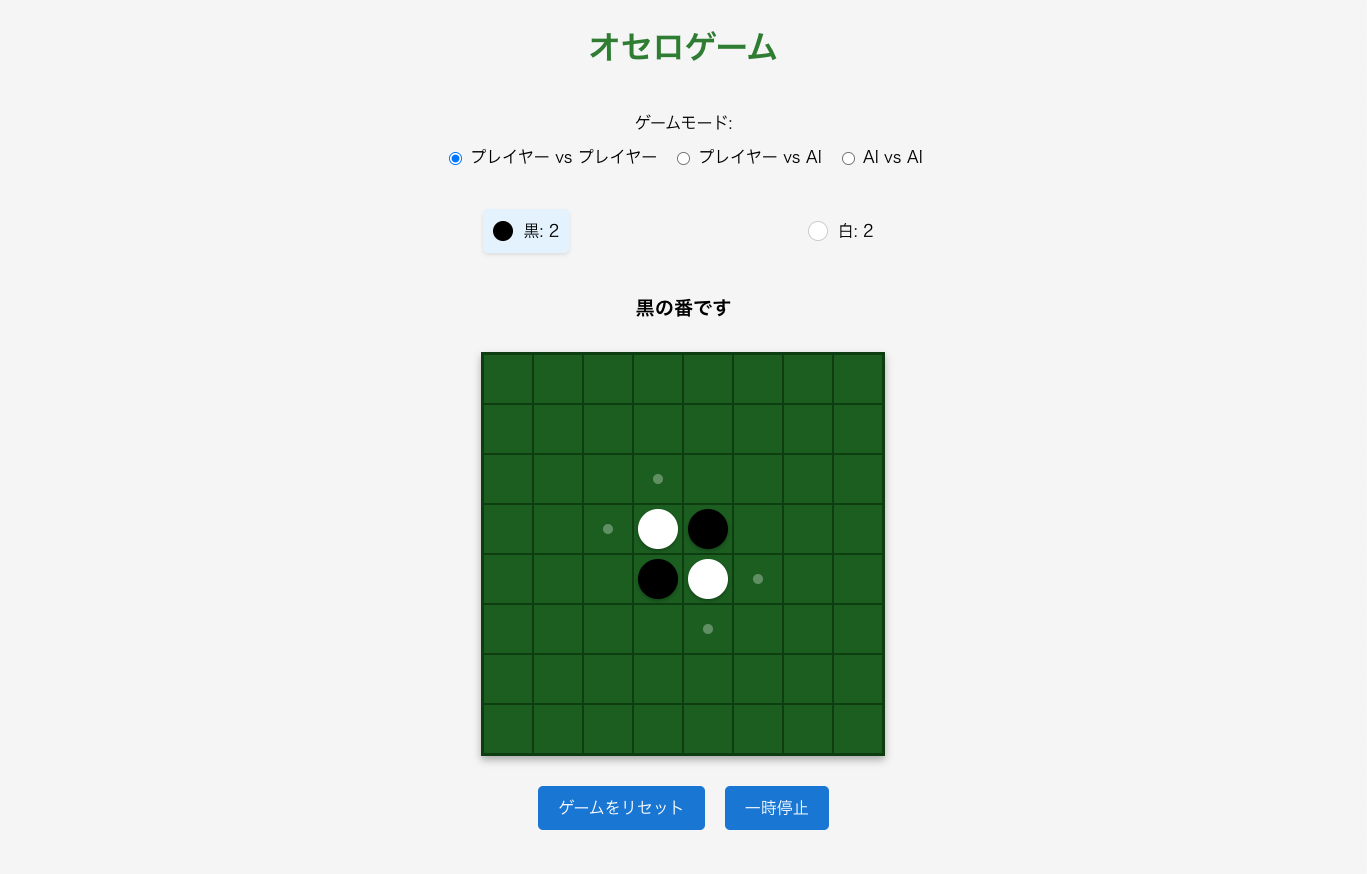 オセロゲーム
ゲームモード:
プレイヤー vs プレイヤー プレイヤー vs AI AI vs AI
黒: 2 白: 2
黒の番です
ゲームをリセット 一時停止